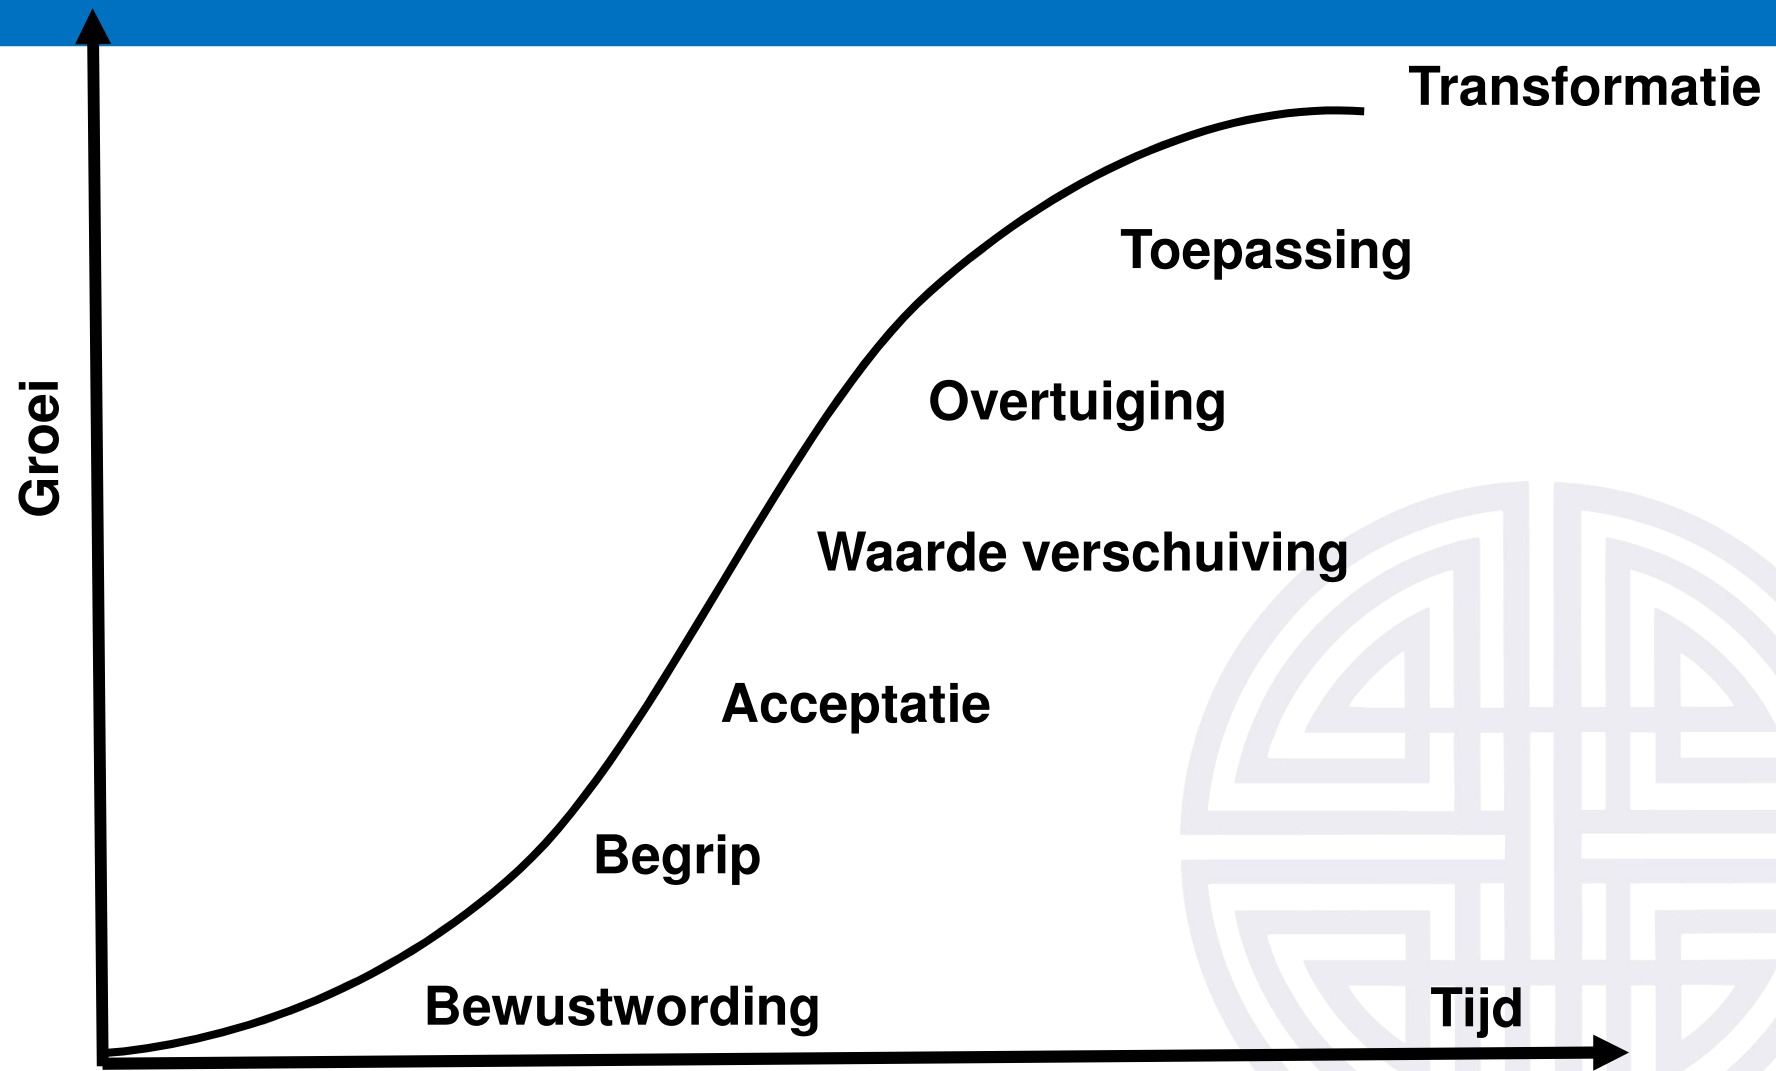 Transformatie
Toepassing
Overtuiging
Groei
Waarde verschuiving
Acceptatie
Begrip
Bewustwording
Tijd